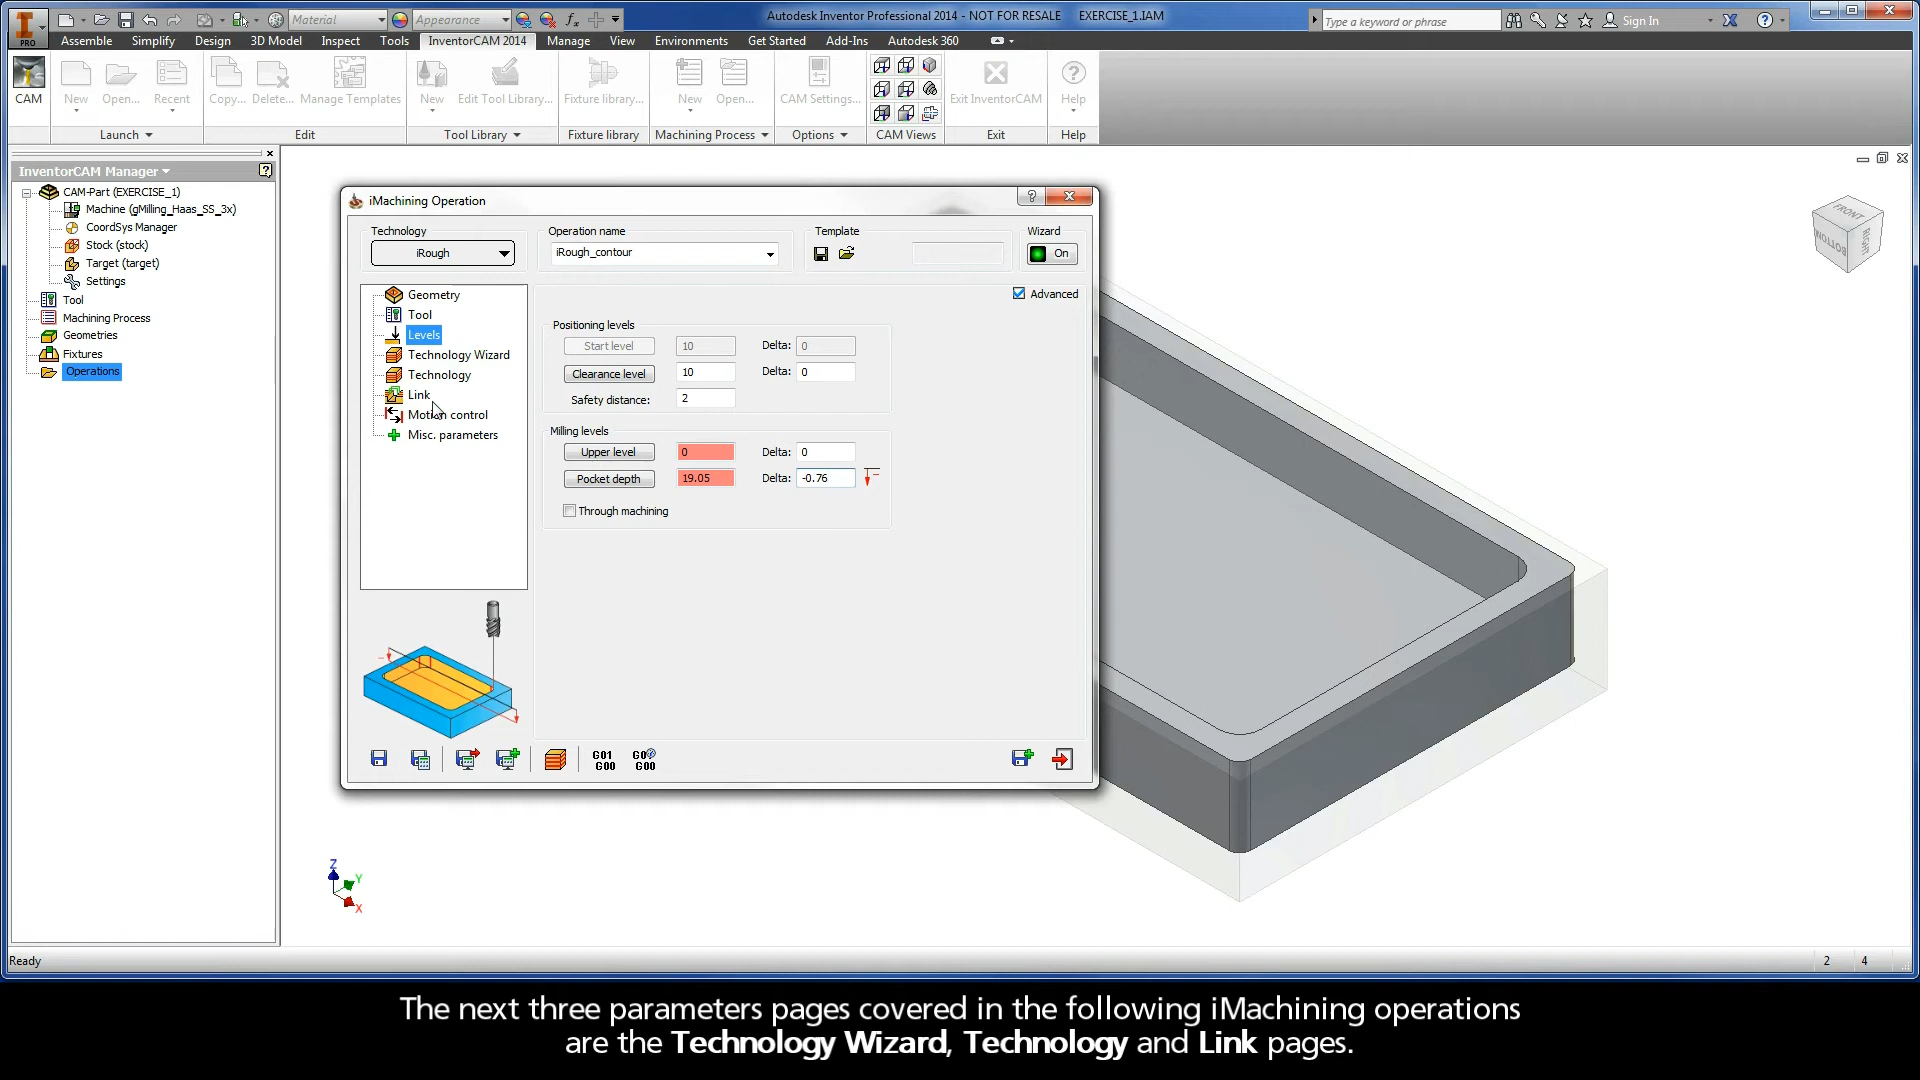 Autodesk Inventor Professional 2014 - NOT FOR RESALE EXERCISE_1.IAM
Material
Appearance
Type a keyword or phrase
Sign In
PRO
Assemble Simplify Design 3D Model Inspect Tools InventorCAM 2014 Manage View Environments Get Started Add-Ins Autodesk 360
CAM New Open... Recent Copy... Delete... Manage Templates New Edit Tool Library... Fixture library... New Open... CAM Settings... Exit InventorCAM Help
Launch Edit Tool Library Fixture library Machining Process Options CAM Views Exit Help
InventorCAM Manager
CAM-Part (EXERCISE_1)
Machine (gMilling_Haas_SS_3x)
CoordSys Manager
Stock (stock)
Target (target)
Settings
Tool
Machining Process
Geometries
Fixtures
Operations
iMachining Operation
Technology
iRough
Operation name
iRough_contour
Template
Wizard
On
Geometry
Tool
Levels
Technology Wizard
Technology
Link
Motion control
Misc. parameters
Advanced
Positioning levels
Start level 10 Delta: 0
Clearance level 10 Delta: 0
Safety distance: 2
Milling levels
Upper level 0 Delta: 0
Pocket depth 19.05 Delta: -0.76
Through machining
G01
G00
G0
G00
FRONT
BOTTOM
RIGHT
Z
Y
X
Ready
2 4
The next three parameters pages covered in the following iMachining operations
are the Technology Wizard, Technology and Link pages.